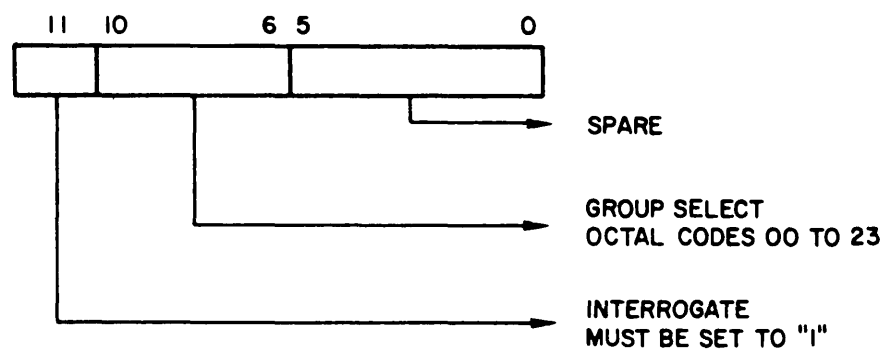 11 10 6 5 0
SPARE
GROUP SELECT
OCTAL CODES 00 TO 23
INTERROGATE
MUST BE SET TO "1"